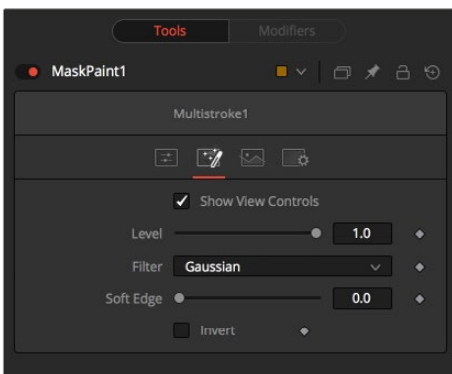 Tools Modifiers
MaskPaint1
Multistroke1
Show View Controls
Level 1.0
Filter Gaussian
Soft Edge 0.0
Invert